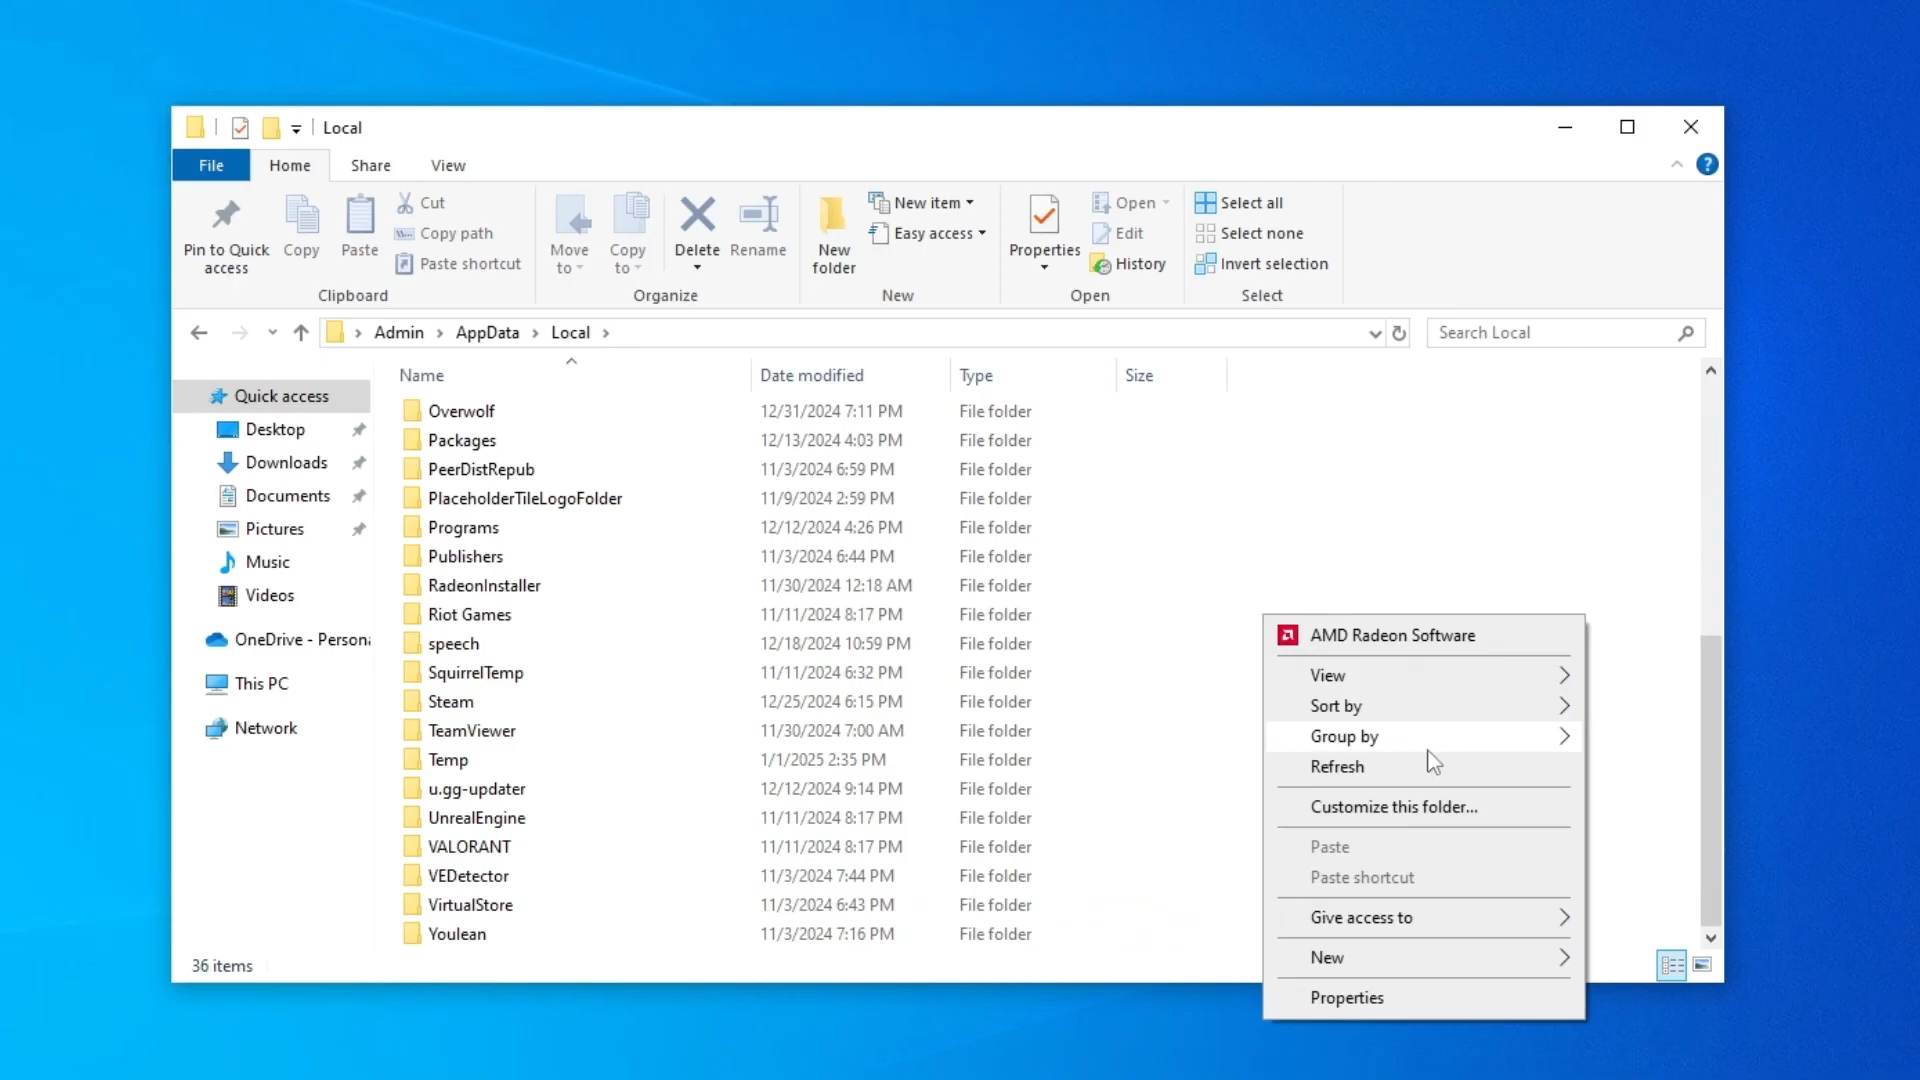 Local
File Home Share View
Pin to Quick access
Copy
Paste
Cut
Copy path
Paste shortcut
Clipboard
Move to
Copy to
Delete
Rename
Organize
New folder
New item
Easy access
New
Properties
Open
Edit
History
Open
Select all
Select none
Invert selection
Select
Admin AppData Local
Search Local
Quick access
Desktop
Downloads
Documents
Pictures
Music
Videos
OneDrive - Persona
This PC
Network
Name Date modified Type Size
Overwolf 12/31/2024 7:11 PM File folder
Packages 12/13/2024 4:03 PM File folder
PeerDistRepub 11/3/2024 6:59 PM File folder
PlaceholderTileLogoFolder 11/9/2024 2:59 PM File folder
Programs 12/12/2024 4:26 PM File folder
Publishers 11/3/2024 6:44 PM File folder
RadeonInstaller 11/30/2024 12:18 AM File folder
Riot Games 11/11/2024 8:17 PM File folder
speech 12/18/2024 10:59 PM File folder
SquirrelTemp 11/11/2024 6:32 PM File folder
Steam 12/25/2024 6:15 PM File folder
TeamViewer 11/30/2024 7:00 AM File folder
Temp 1/1/2025 2:35 PM File folder
u.gg-updater 12/12/2024 9:14 PM File folder
UnrealEngine 11/11/2024 8:17 PM File folder
VALORANT 11/11/2024 8:17 PM File folder
VEDetector 11/3/2024 7:44 PM File folder
VirtualStore 11/3/2024 6:43 PM File folder
Youlean 11/3/2024 7:16 PM File folder
36 items
AMD Radeon Software
View
Sort by
Group by
Refresh
Customize this folder...
Paste
Paste shortcut
Give access to
New
Properties